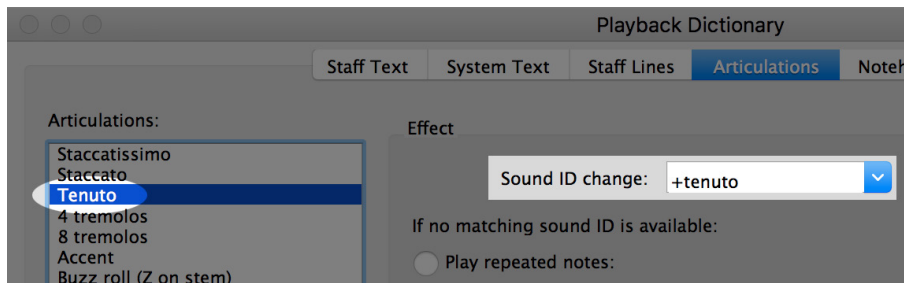 Playback Dictionary
Staff Text System Text Staff Lines Articulations
Articulations:
Effect
Staccatissimo
Staccato
Sound ID change: +tenuto
Tenuto
4 tremolos
If no matching sound ID is available:
8 tremolos
Accent
Play repeated notes:
Buzz roll (Z on stem)